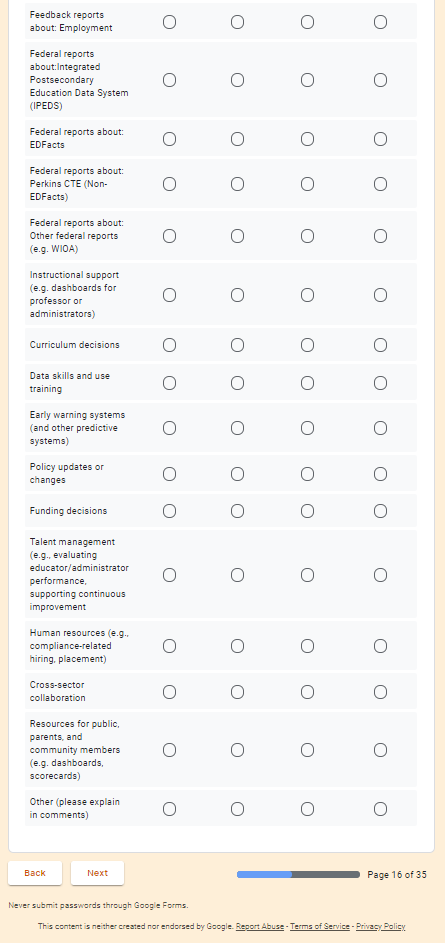 Feedback reports
about: Employment
Federal reports
about:Integrated
Postsecondary
Education Data System
(IPEDS)
Federal reports about:
EDFacts
Federal reports about:
Perkins CTE (Non-
EDFacts)
Federal reports about:
Other federal reports
(e.g. WIOA)
Instructional support
(e.g. dashboards for
professor or
administrators)
Curriculum decisions
Data skills and use
training
Early warning systems
(and other predictive
systems)
Policy updates or
changes
Funding decisions
Talent management
(e.g., evaluating
educator/administrator
performance,
supporting continuous
improvement
Human resources (e.g.,
compliance-related
hiring, placement)
Cross-sector
collaboration
Resources for public,
parents, and
community members
(e.g. dashboards,
scorecards)
Other (please explain
in comments)
Back Next Page 16 of 35
Never submit passwords through Google Forms.
This content is neither created nor endorsed by Google. Report Abuse - Terms of Service - Privacy Policy